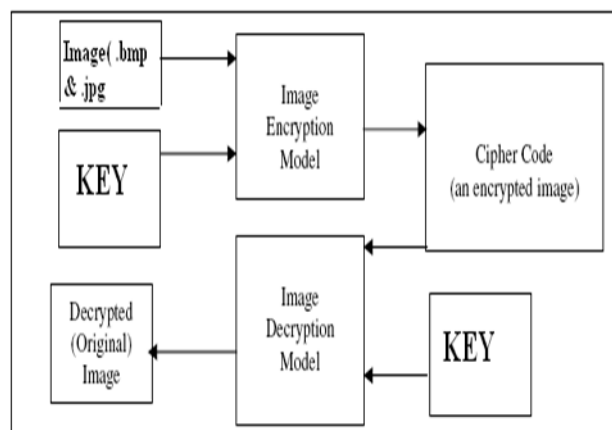 Image( .bmp
& .jpg
Image
Encryption
Model
Cipher Code
(an encrypted image)
KEY
Decrypted
(Original)
Image
Image
Decryption
Model
KEY